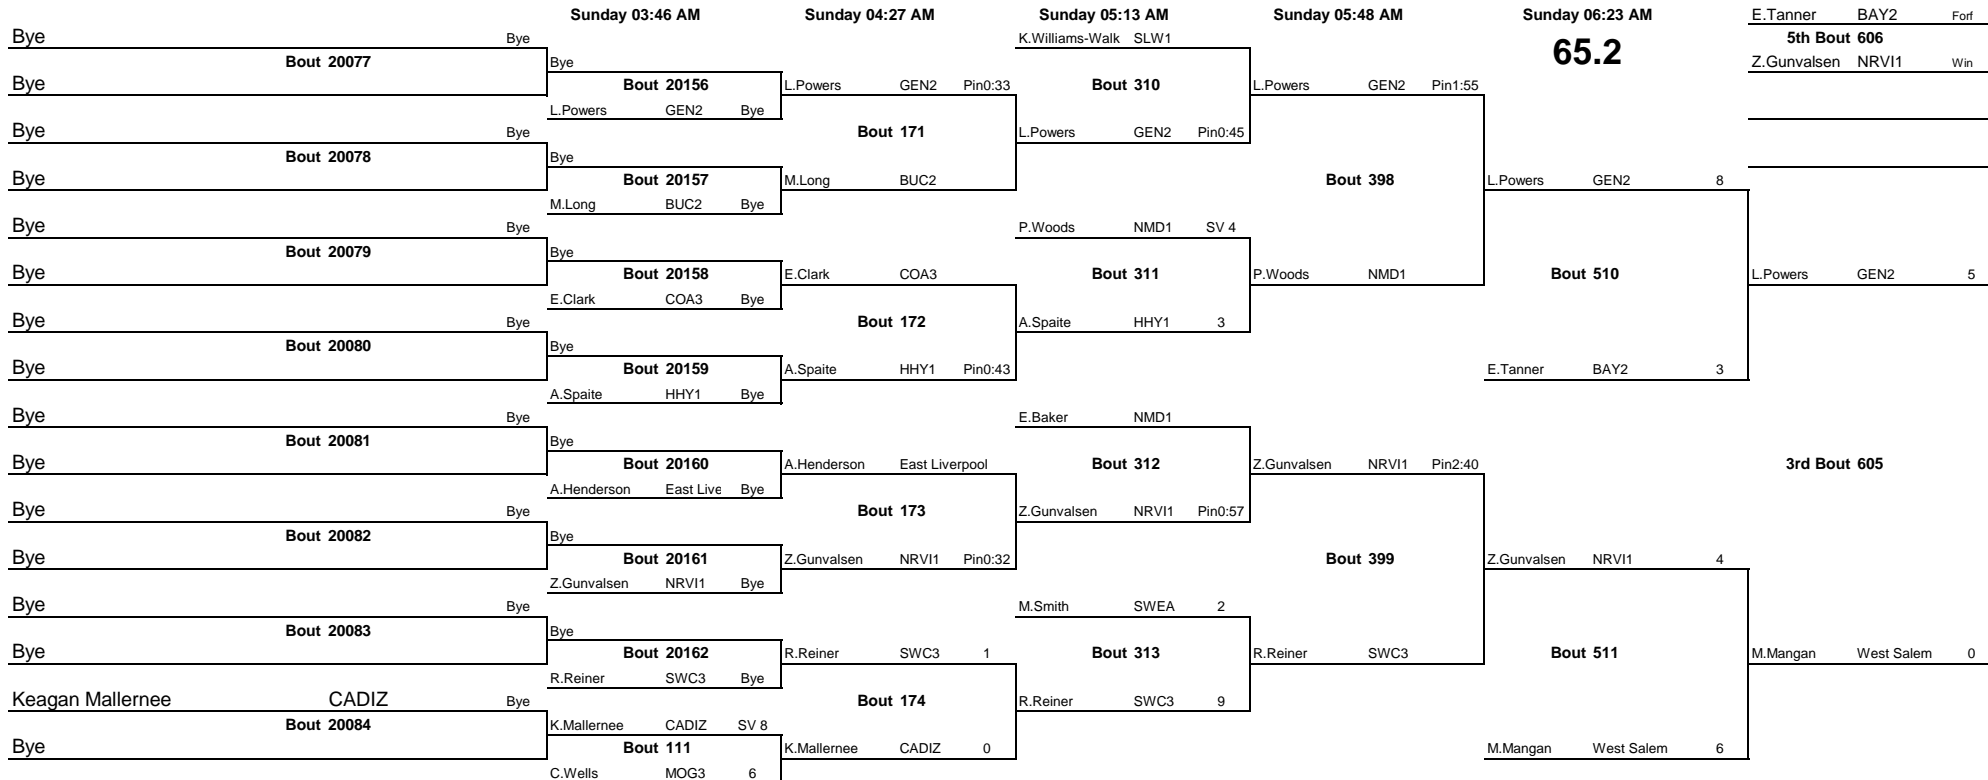 Sunday 03:46 AM Sunday 04:27 AM Sunday 05:13 AM Sunday 05:48 AM Sunday 06:23 AM E.Tanner BAY2 Forf
Bye Bye K.Williams-Walk SLW1 65.2 5th Bout 606
Bout 20077 Bye Z.Gunvalsen NRVI1 Win
Bye Bout 20156 L.Powers GEN2 Pin0:33 Bout 310 L.Powers GEN2 Pin1:55
L.Powers GEN2 Bye
Bye Bye Bout 171 L.Powers GEN2 Pin0:45
Bout 20078 Bye
Bye Bout 20157 M.Long BUC2 Bout 398 L.Powers GEN2 8
M.Long BUC2 Bye
Bye Bye P.Woods NMD1 SV 4
Bout 20079 Bye
Bye Bout 20158 E.Clark COA3 Bout 311 P.Woods NMD1 Bout 510 L.Powers GEN2 5
E.Clark COA3 Bye
Bye Bye Bout 172 A.Spaite HHY1 3
Bout 20080 Bye
Bye Bout 20159 A.Spaite HHY1 Pin0:43 E.Tanner BAY2 3
A.Spaite HHY1 Bye
Bye Bye E.Baker NMD1
Bout 20081 Bye
Bye Bout 20160 A.Henderson East Liverpool Bout 312 Z.Gunvalsen NRVI1 Pin2:40 3rd Bout 605
A.Henderson East Live Bye
Bye Bye Bout 173 Z.Gunvalsen NRVI1 Pin0:57
Bout 20082 Bye
Bye Bout 20161 Z.Gunvalsen NRVI1 Pin0:32 Bout 399 Z.Gunvalsen NRVI1 4
Z.Gunvalsen NRVI1 Bye
Bye Bye M.Smith SWEA 2
Bout 20083 Bye
Bye Bout 20162 R.Reiner SWC3 1 Bout 313 R.Reiner SWC3 Bout 511 M.Mangan West Salem 0
R.Reiner SWC3 Bye
Keagan Mallernee CADIZ Bye Bout 174 R.Reiner SWC3 9
Bout 20084 K.Mallernee CADIZ SV 8
Bye Bout 111 K.Mallernee CADIZ 0 M.Mangan West Salem 6
C.Wells MOG3 6